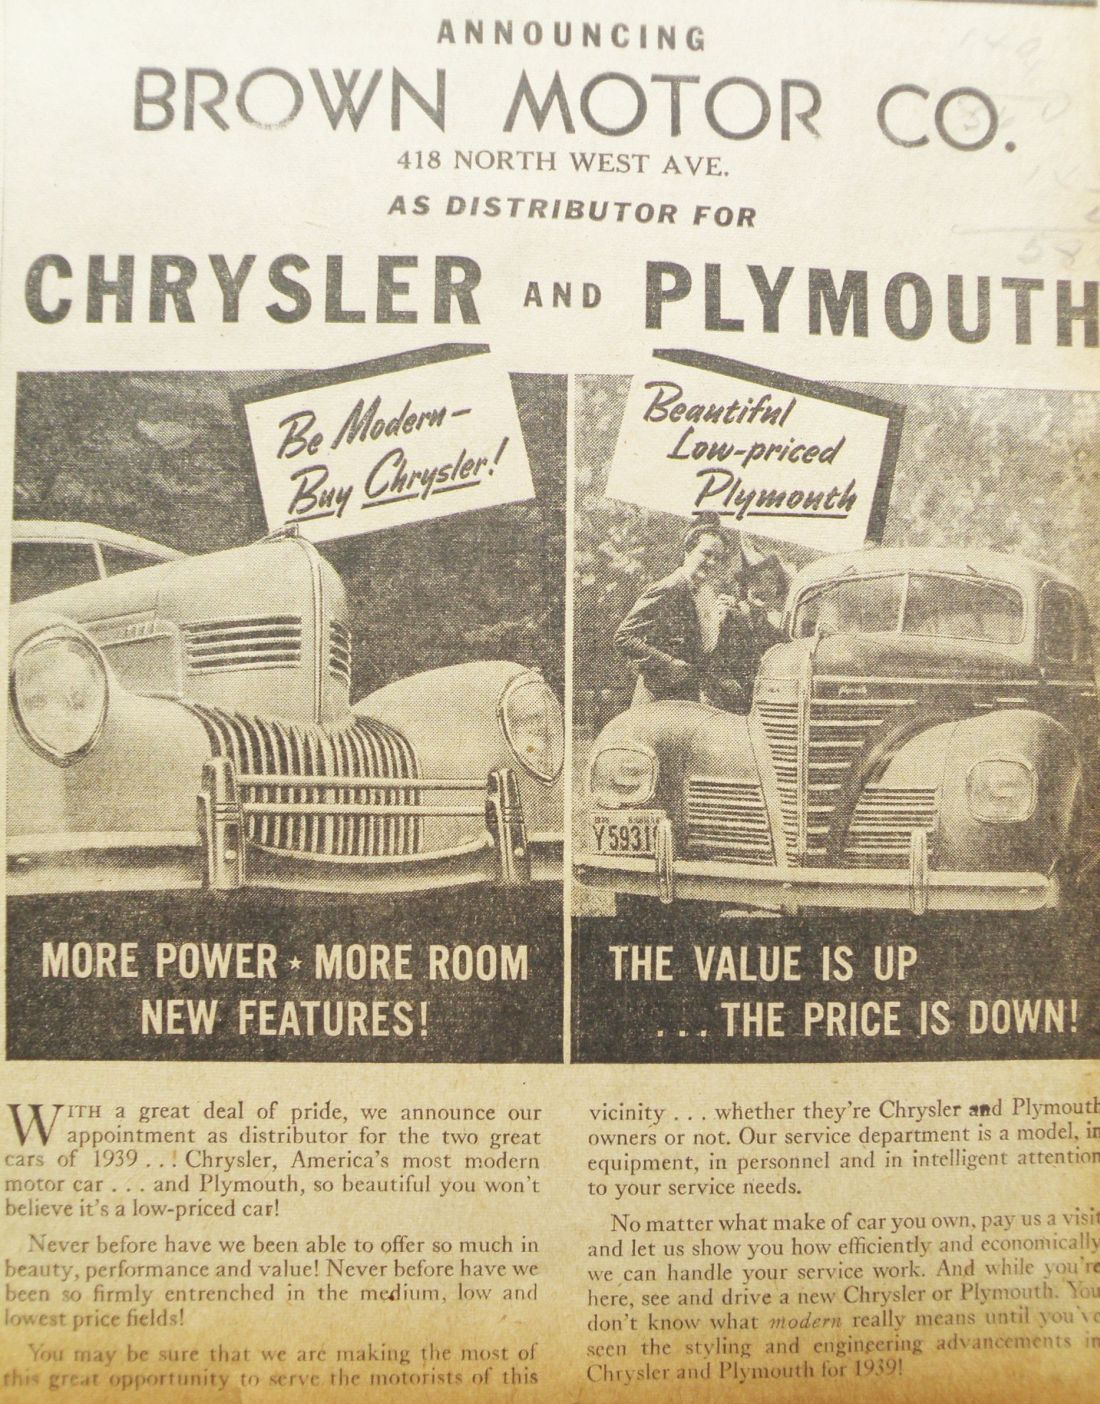 ANNOUNCING
BROWN MOTOR CO.
418 NORTH WEST AVE.
AS DISTRIBUTOR FOR
CHRYSLER AND PLYMOUTH
Be Modern-
Buy Chrysler!
Beautiful
Low-priced
Plymouth
MORE POWER ★ MORE ROOM
NEW FEATURES!
THE VALUE IS UP
...THE PRICE IS DOWN!
WITH a great deal of pride, we announce our
appointment as distributor for the two great
cars of 1939 . . . Chrysler, America's most modern
motor car . . . and Plymouth, so beautiful you won't
believe it's a low-priced car!
Never before have we been able to offer so much in
beauty, performance and value! Never before have we
been so firmly entrenched in the medium, low and
lowest price fields!
You may be sure that we are making the most of
this great opportunity to serve the motorists of this
vicinity . . . whether they're Chrysler and Plymouth
owners or not. Our service department is a model, in
equipment, in personnel and in intelligent attention
to your service needs.
No matter what make of car you own, pay us a visit
and let us show you how efficiently and economically
we can handle your service work. And while you're
here, see and drive a new Chrysler or Plymouth. You
don't know what modern really means until you've
seen the styling and engineering advancements in
Chrysler and Plymouth for 1939!